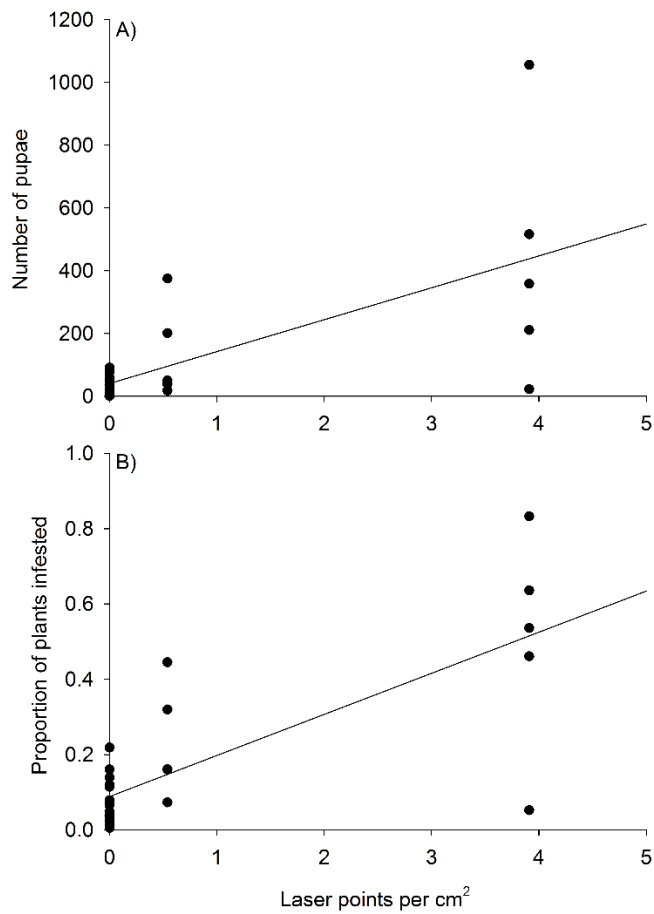 A)
1200
1000
800
600
400
200
0
Number of pupae
0 1 2 3 4 5
B)
1.0
0.8
0.6
0.4
0.2
0.0
Proportion of plants infested
0 1 2 3 4 5
Laser points per cm²